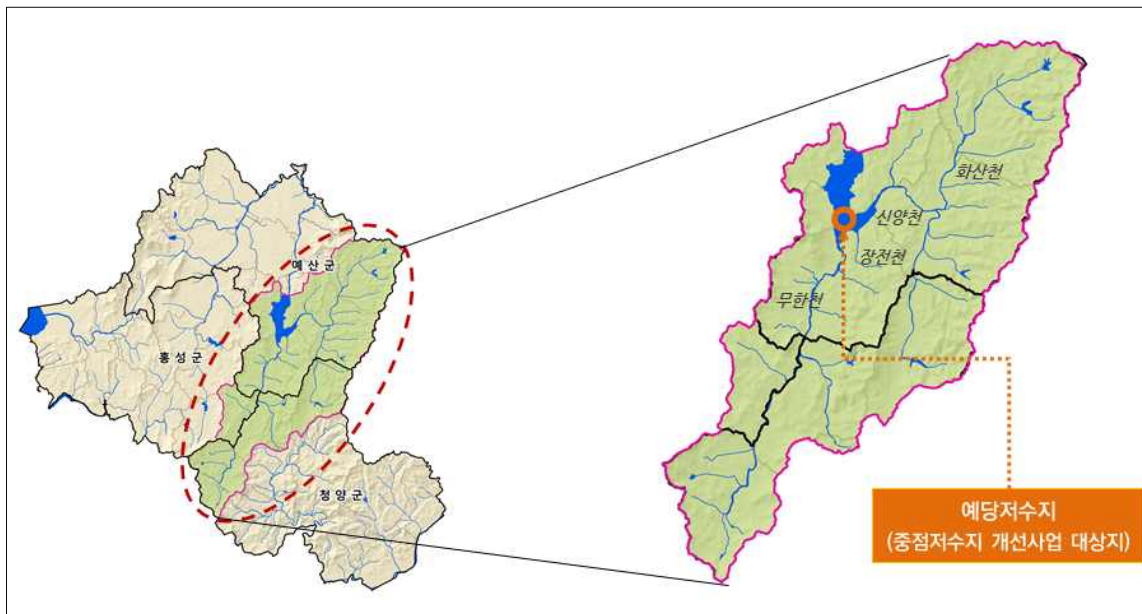 예산군
홍성군
청양군
화산천
신양천
장전천
무한천
예당저수지
(중점저수지 개선사업 대상지)